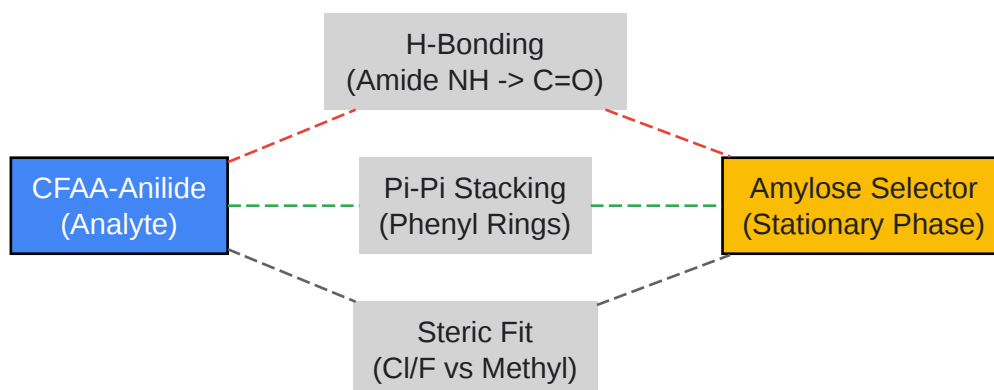 H-Bonding
(Amide NH -> C=O)
CFAA-Anilide
(Analyte)
Pi-Pi Stacking
(Phenyl Rings)
Amylose Selector
(Stationary Phase)
Steric Fit
(Cl/F vs Methyl)